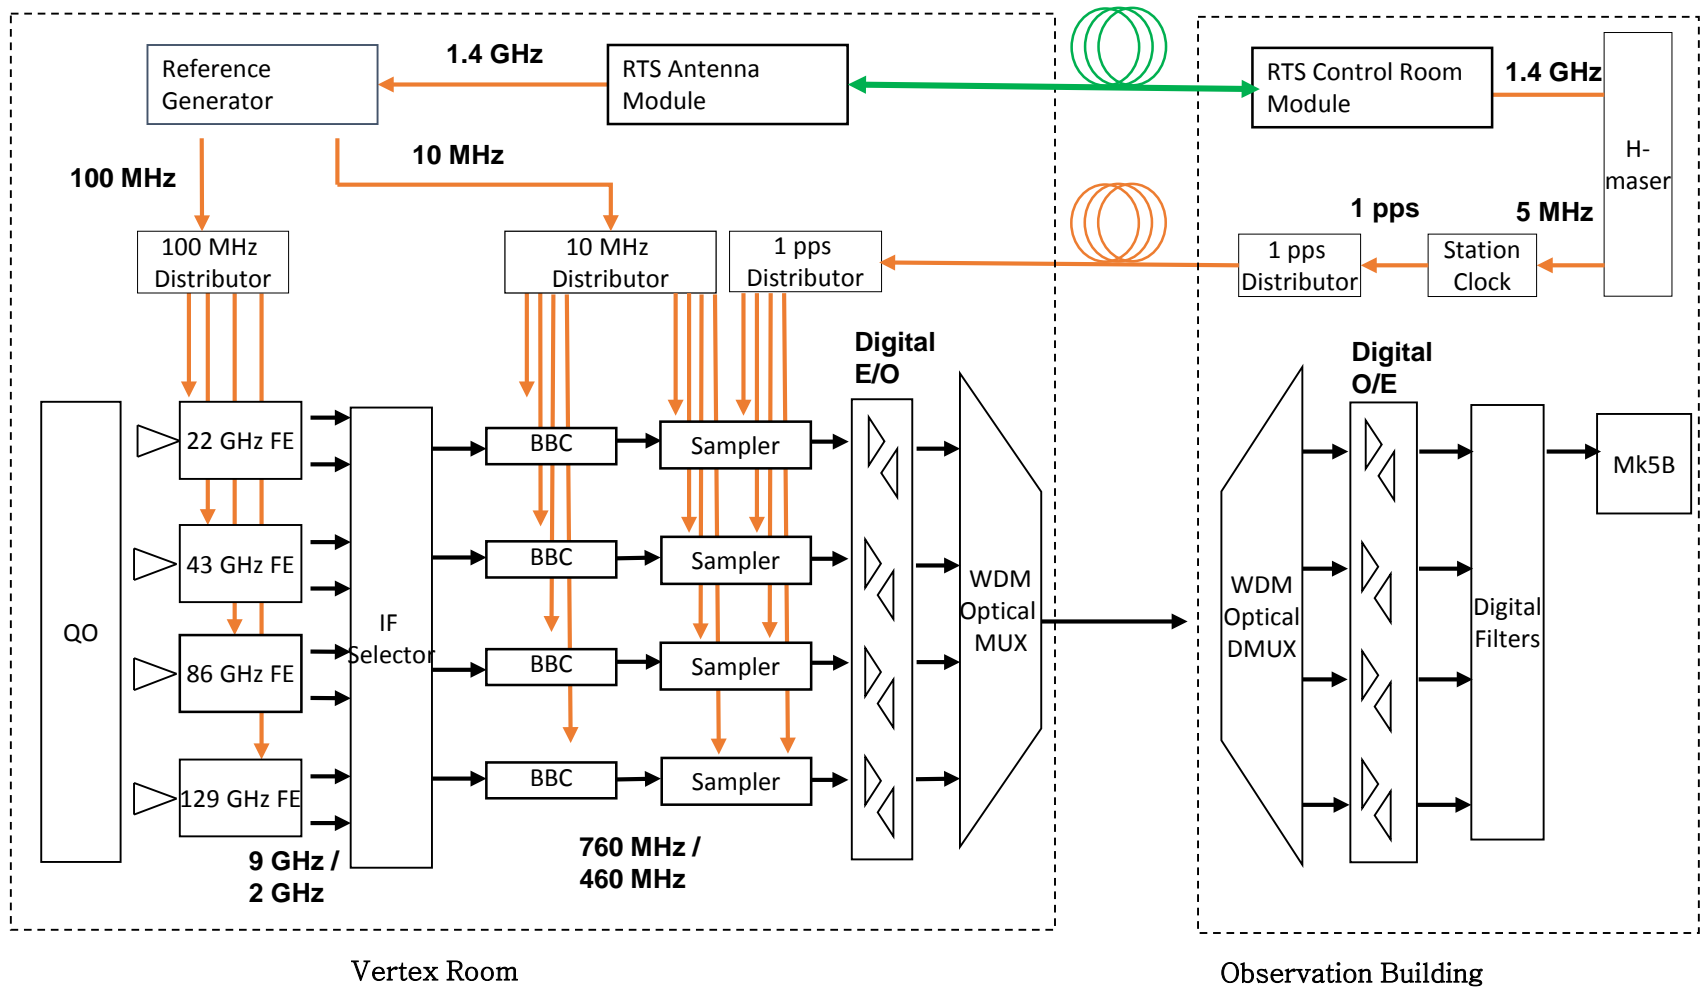 Reference
Generator
1.4 GHz
RTS Antenna
Module
RTS Control Room
Module
1.4 GHz
H-
maser
100 MHz
10 MHz
1 pps
5 MHz
100 MHz
Distributor
10 MHz
Distributor
1 pps
Distributor
1 pps
Distributor
Station
Clock
Digital
E/O
Digital
O/E
QO
22 GHz FE
43 GHz FE
86 GHz FE
129 GHz FE
IF
Selector
BBC
BBC
BBC
BBC
Sampler
Sampler
Sampler
Sampler
WDM
Optical
MUX
WDM
Optical
DMUX
Digital
Filters
Mk5B
9 GHz /
2 GHz
760 MHz /
460 MHz
Vertex Room
Observation Building